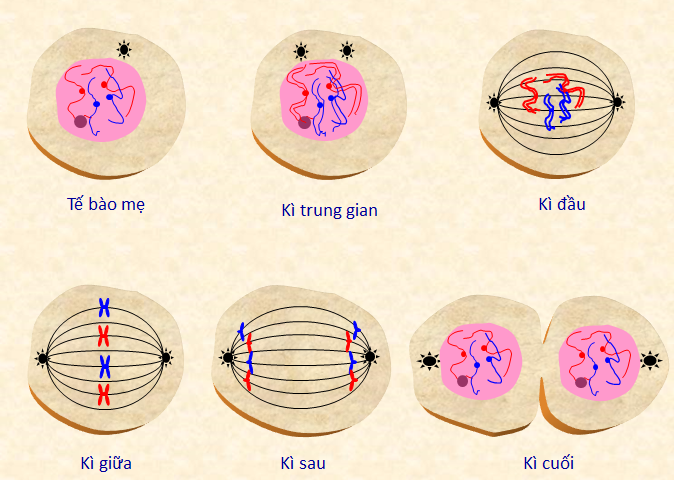 Tế bào mẹ
Kì trung gian
Kì đầu
Kì giữa
Kì sau
Kì cuối